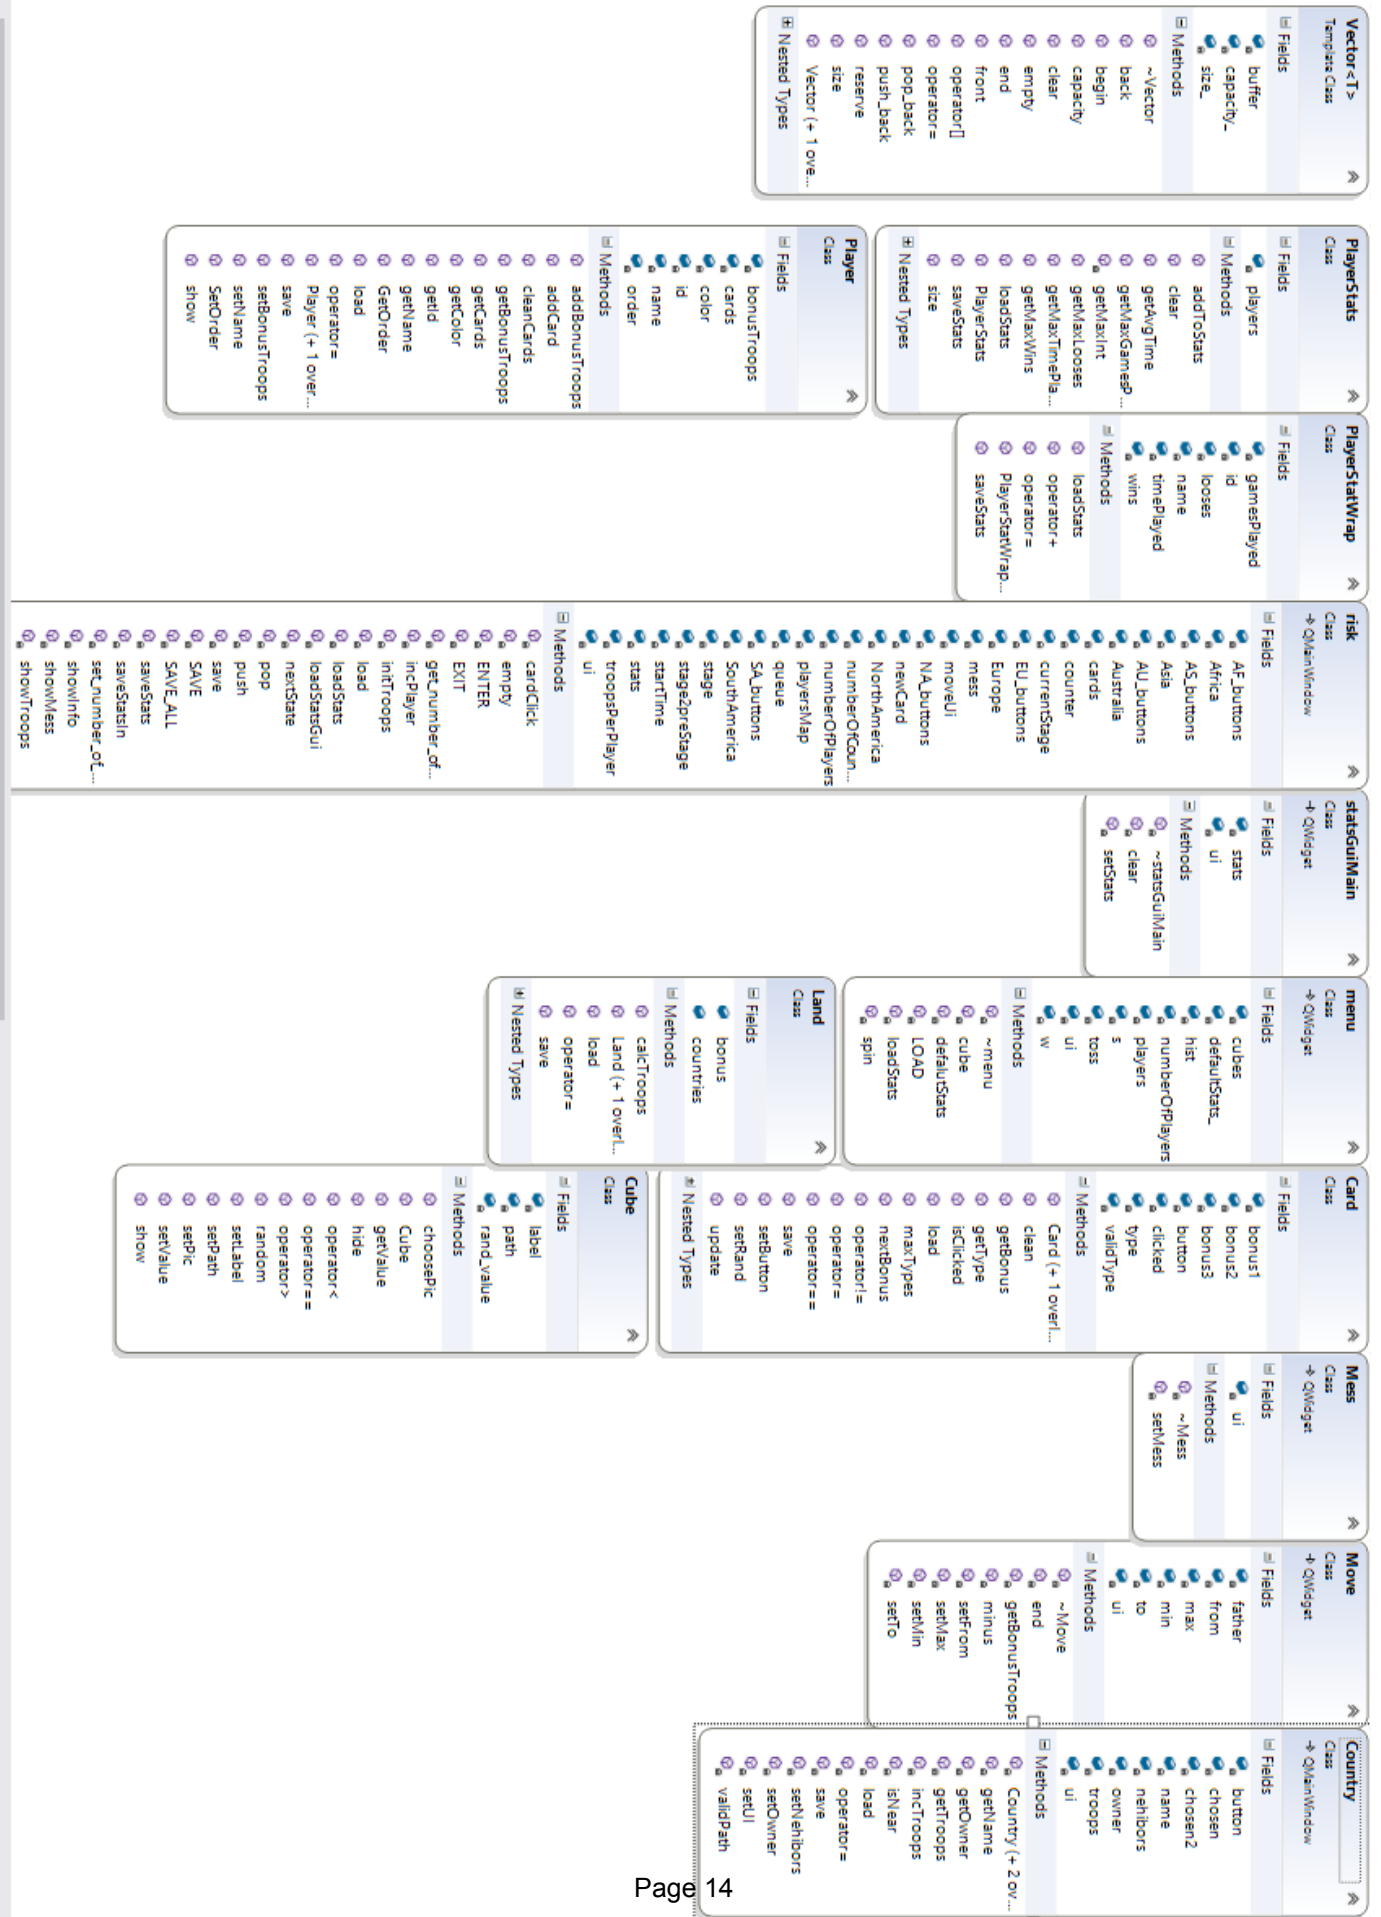 Vector<T>
Template Class
Fields
buffer
capacity_
size_
Methods
~Vector
back
begin
capacity
clear
empty
end
front
operator[]
operator=
pop_back
push_back
reserve
size
Vector (+ 1 ove...
Nested Types
PlayerStats
Class
Fields
players
Methods
addToStats
clear
getAvgTime
getMaxGamesP...
getMaxInt
getMaxLooses
getMaxTimePla...
getMaxWins
loadStats
PlayerStats
saveStats
size
Nested Types
Player
Class
Fields
bonusTroops
cards
color
id
name
order
Methods
addBonusTroops
addCard
cleanCards
getBonusTroops
getCards
getColor
getId
getName
GetOrder
load
operator=
Player (+ 1 over...
save
setBonusTroops
setName
SetOrder
show
PlayerStatWrap
Class
Fields
gamesPlayed
id
looses
name
timePlayed
wins
Methods
loadStats
operator+
operator=
PlayerStatWrap...
saveStats
risk
Class
QMainWindow
Fields
AF_buttons
Africa
AS_buttons
Asia
AU_buttons
Australia
cards
counter
currentStage
EU_buttons
Europe
mess
moveUi
NA_buttons
newCard
NorthAmerica
numberOfCoun...
numberOfPlayers
playersMap
queue
SA_buttons
SouthAmerica
stage
stage2preStage
startTime
stats
troopsPerPlayer
ui
Methods
cardClick
empty
ENTER
EXIT
get_number_of...
incPlayer
initTroops
load
loadStats
loadStatsGui
nextState
pop
push
save
SAVE
SAVE_ALL
saveStats
saveStatsIn
set_number_of_...
showInfo
showMess
showTroops
statsGuiMain
Class
QWidget
Fields
stats
ui
Methods
~statsGuiMain
clear
setStats
menu
Class
QWidget
Fields
cubes
defaultStats_
hist
numberOfPlayers
players
s
toss
ui
w
Methods
~menu
cube
defalutStats
LOAD
loadStats
spin
Land
Class
Fields
bonus
countries
Methods
calcTroops
Land (+ 1 overl...
load
operator=
save
Nested Types
Card
Class
Fields
bonus1
bonus2
bonus3
button
clicked
type
validType
Methods
Card (+ 1 overl...
clean
getBonus
getType
isClicked
load
maxTypes
nextBonus
operator!=
operator=
operator==
save
setButton
setRand
update
Nested Types
Cube
Class
Fields
label
path
rand_value
Methods
choosePic
Cube
getValue
hide
operator<
operator==
operator>
random
setLabel
setPath
setPic
setValue
show
Mess
Class
QWidget
Fields
ui
Methods
~Mess
setMess
Move
Class
QWidget
Fields
father
from
max
min
to
ui
Methods
~Move
end
getBonusTroops
minus
setFrom
setMax
setMin
setTo
Country
Class
QMainWindow
Fields
button
chosen
chosen2
name
nehibors
owner
troops
ui
Methods
Country (+ 2 ov...
getName
getOwner
getTroops
incTroops
isNear
load
operator=
save
setNehibors
setOwner
setUI
validPath
Page 14